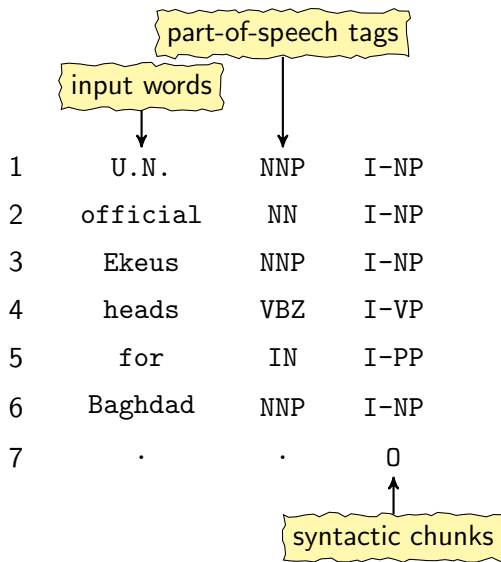 part-of-speech tags
input words
1 U.N. NNP I-NP
2 official NN I-NP
3 Ekeus NNP I-NP
4 heads VBZ I-VP
5 for IN I-PP
6 Baghdad NNP I-NP
7 . . O
syntactic chunks